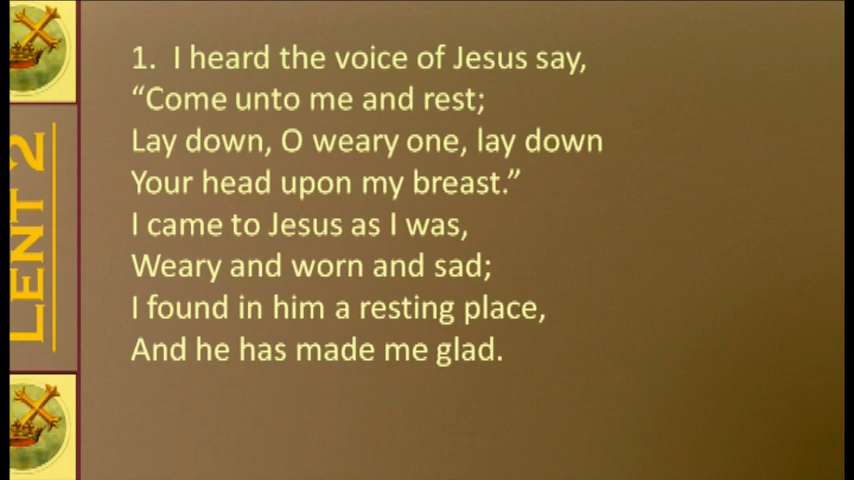 1. I heard the voice of Jesus say,
“Come unto me and rest;
Lay down, O weary one, lay down
Your head upon my breast.”
I came to Jesus as I was,
Weary and worn and sad;
I found in him a resting place,
And he has made me glad.
LENT 2